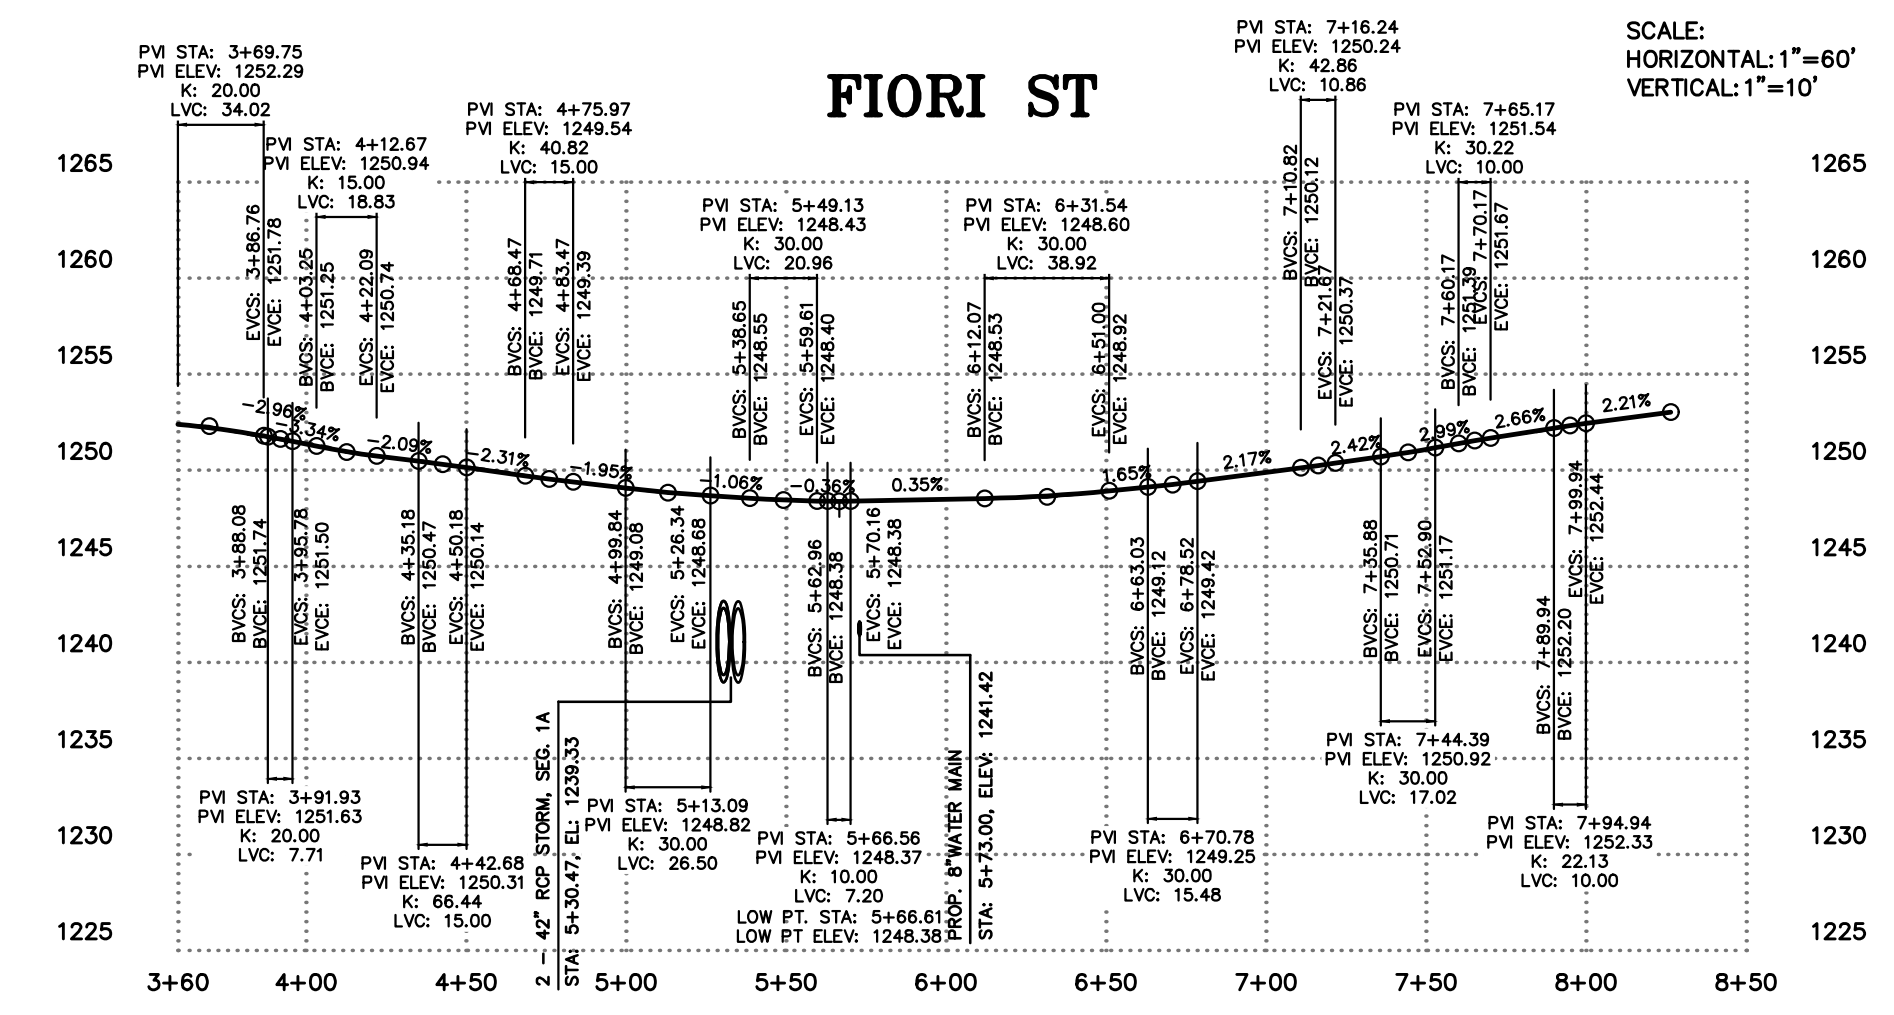 FIORI ST
SCALE:
HORIZONTAL: 1"=60'
VERTICAL: 1"=10'
PVI STA: 3+69.75
PVI ELEV: 1252.29
K: 20.00
LVC: 34.02
PVI STA: 4+12.67
PVI ELEV: 1250.94
K: 15.00
LVC: 18.83
PVI STA: 4+75.97
PVI ELEV: 1249.54
K: 40.82
LVC: 15.00
PVI STA: 5+49.13
PVI ELEV: 1248.43
K: 30.00
LVC: 20.96
PVI STA: 6+31.54
PVI ELEV: 1248.60
K: 30.00
LVC: 38.92
PVI STA: 7+16.24
PVI ELEV: 1250.24
K: 42.86
LVC: 10.86
PVI STA: 7+65.17
PVI ELEV: 1251.54
K: 30.22
LVC: 10.00
EVCS: 3+86.76
EVCE: 1251.78
BVCS: 4+03.25
BVCE: 1251.25
EVCS: 4+22.09
EVCE: 1250.74
BVCS: 4+68.47
BVCE: 1249.71
EVCS: 4+83.47
EVCE: 1249.39
BVCS: 5+38.65
BVCE: 1248.55
EVCS: 5+59.61
EVCE: 1248.40
BVCS: 6+12.07
BVCE: 1248.53
EVCS: 6+51.00
EVCE: 1248.92
BVCS: 7+10.82
BVCE: 1250.12
EVCS: 7+21.67
EVCE: 1250.37
BVCS: 7+60.17
BVCE: 1251.39
EVCS: 7+70.17
EVCE: 1251.67
-2.96%
-3.34%
-2.09%
-2.31%
-1.95%
-1.06%
-0.36%
0.35%
1.65%
2.17%
2.42%
2.99%
2.66%
2.21%
BVCS: 3+88.08
BVCE: 1251.74
EVCS: 3+95.78
EVCE: 1251.50
BVCS: 4+35.18
BVCE: 1250.47
EVCS: 4+50.18
EVCE: 1250.14
BVCS: 4+99.84
BVCE: 1249.08
EVCS: 5+26.34
EVCE: 1248.68
BVCS: 5+62.96
BVCE: 1248.38
EVCS: 5+70.16
EVCE: 1248.38
BVCS: 6+63.03
BVCE: 1249.12
EVCS: 6+78.52
EVCE: 1249.42
BVCS: 7+35.88
BVCE: 1250.71
EVCS: 7+52.90
EVCE: 1251.17
BVCS: 7+89.94
BVCE: 1252.20
EVCS: 7+99.94
EVCE: 1252.44
PVI STA: 3+91.93
PVI ELEV: 1251.63
K: 20.00
LVC: 7.71
PVI STA: 4+42.68
PVI ELEV: 1250.31
K: 66.44
LVC: 15.00
2 - 42" RCP STORM, SEG. 1A
STA: 5+30.47, EL: 1239.33
PVI STA: 5+13.09
PVI ELEV: 1248.82
K: 30.00
LVC: 26.50
PVI STA: 5+66.56
PVI ELEV: 1248.37
K: 10.00
LVC: 7.20
LOW PT. STA: 5+66.61
LOW PT ELEV: 1248.38
PROP. 8"WATER MAIN
STA: 5+73.00, ELEV: 1241.42
PVI STA: 6+70.78
PVI ELEV: 1249.25
K: 30.00
LVC: 15.48
PVI STA: 7+44.39
PVI ELEV: 1250.92
K: 30.00
LVC: 17.02
PVI STA: 7+94.94
PVI ELEV: 1252.33
K: 22.13
LVC: 10.00
1265
1260
1255
1250
1245
1240
1235
1230
1225
1265
1260
1255
1250
1245
1240
1235
1230
1225
3+60 4+00 4+50 5+00 5+50 6+00 6+50 7+00 7+50 8+00 8+50